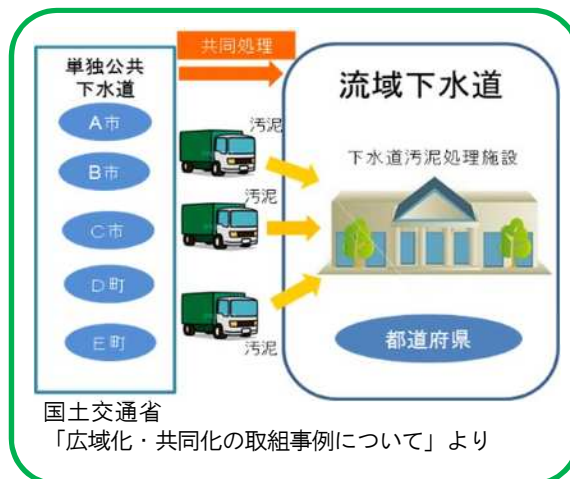 共同処理
単独公共
下水道
A市
B市
C市
D町
E町
汚泥
汚泥
汚泥
流域下水道
下水道汚泥処理施設
都道府県
国土交通省
「広域化・共同化の取組事例について」より